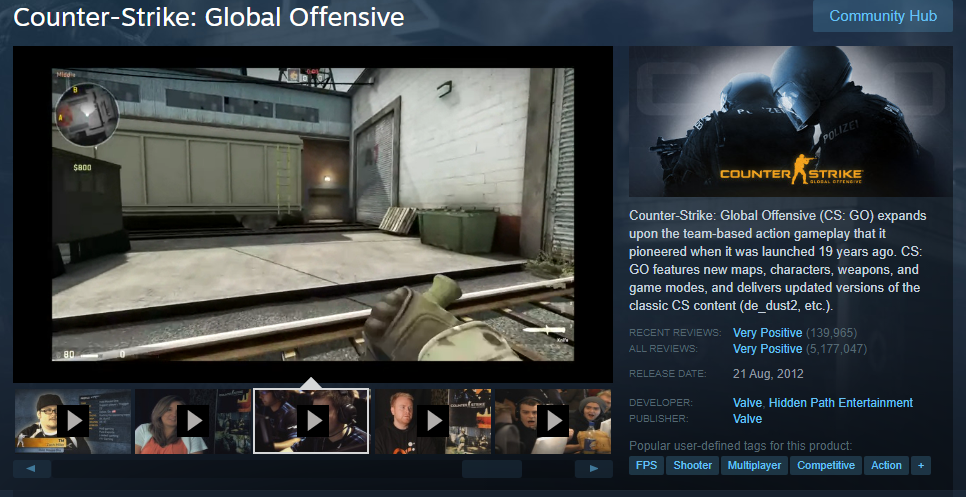 Counter-Strike: Global Offensive
Community Hub
Middle
B
A
$800
80
0
Knife
POLIZEI
COUNTER STRIKE
GLOBAL OFFENSIVE
Counter-Strike: Global Offensive (CS: GO) expands
upon the team-based action gameplay that it
pioneered when it was launched 19 years ago. CS:
GO features new maps, characters, weapons, and
game modes, and delivers updated versions of the
classic CS content (de_dust2, etc.).
RECENT REVIEWS: Very Positive (139,965)
ALL REVIEWS: Very Positive (5,177,047)
RELEASE DATE: 21 Aug, 2012
DEVELOPER: Valve, Hidden Path Entertainment
PUBLISHER: Valve
Popular user-defined tags for this product:
FPS Shooter Multiplayer Competitive Action +